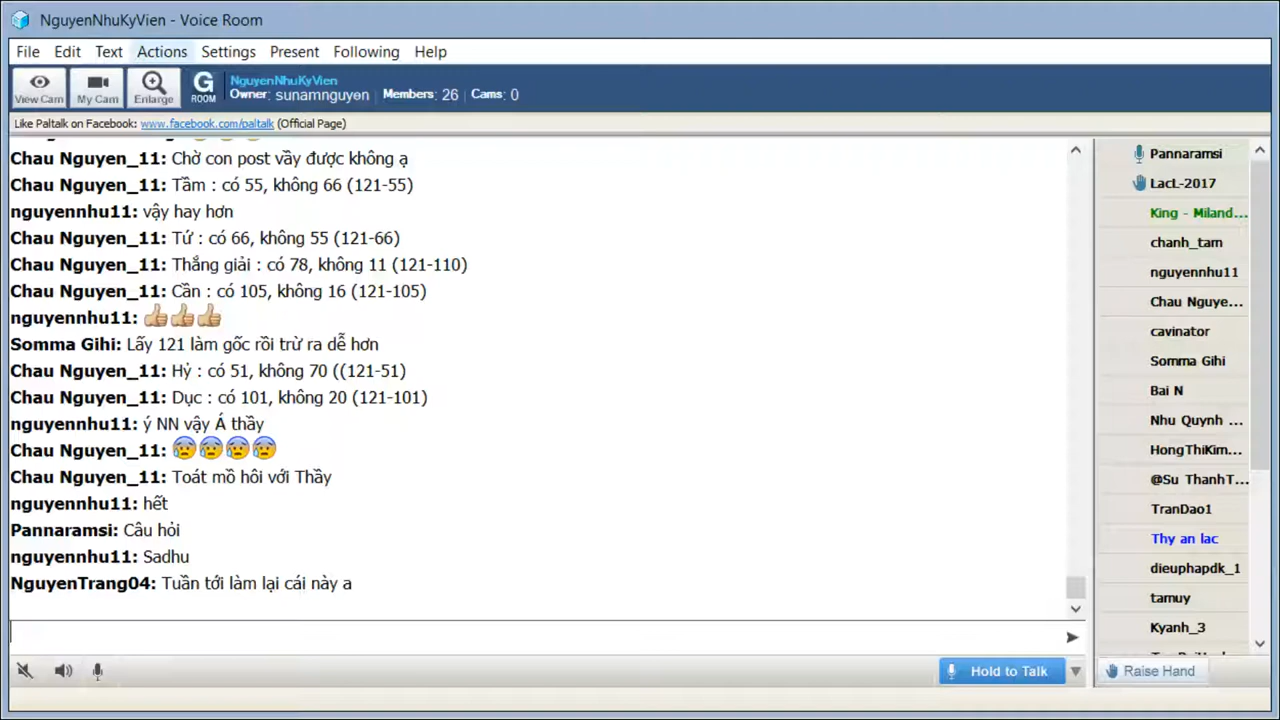 NguyenNhuKyVien - Voice Room
File Edit Text Actions Settings Present Following Help
View Cam My Cam Enlarge G ROOM
NguyenNhuKyVien
Owner: sunamnguyen Members: 26 Cams: 0
Like Paltalk on Facebook: www.facebook.com/paltalk (Official Page)
Chau Nguyen_11: Chờ con post vầy được không ạ
Chau Nguyen_11: Tầm : có 55, không 66 (121-55)
nguyennhu11: vậy hay hơn
Chau Nguyen_11: Tứ : có 66, không 55 (121-66)
Chau Nguyen_11: Thắng giải : có 78, không 11 (121-110)
Chau Nguyen_11: Cần : có 105, không 16 (121-105)
nguyennhu11:
Somma Gihi: Lấy 121 làm gốc rồi trừ ra dễ hơn
Chau Nguyen_11: Hỷ : có 51, không 70 ((121-51)
Chau Nguyen_11: Dục : có 101, không 20 (121-101)
nguyennhu11: ý NN vậy Á thầy
Chau Nguyen_11:
Chau Nguyen_11: Toát mồ hôi với Thầy
nguyennhu11: hết
Pannaramsi: Câu hỏi
nguyennhu11: Sadhu
NguyenTrang04: Tuần tới làm lại cái này a
Pannaramsi
LacL-2017
King - Miland...
chanh_tam
nguyennhu11
Chau Nguye...
cavinator
Somma Gihi
Bai N
Nhu Quynh ...
HongThiKim...
@Su ThanhT...
TranDao1
Thy an lac
dieuphapdk_1
tamuy
Kyanh_3
Hold to Talk
Raise Hand